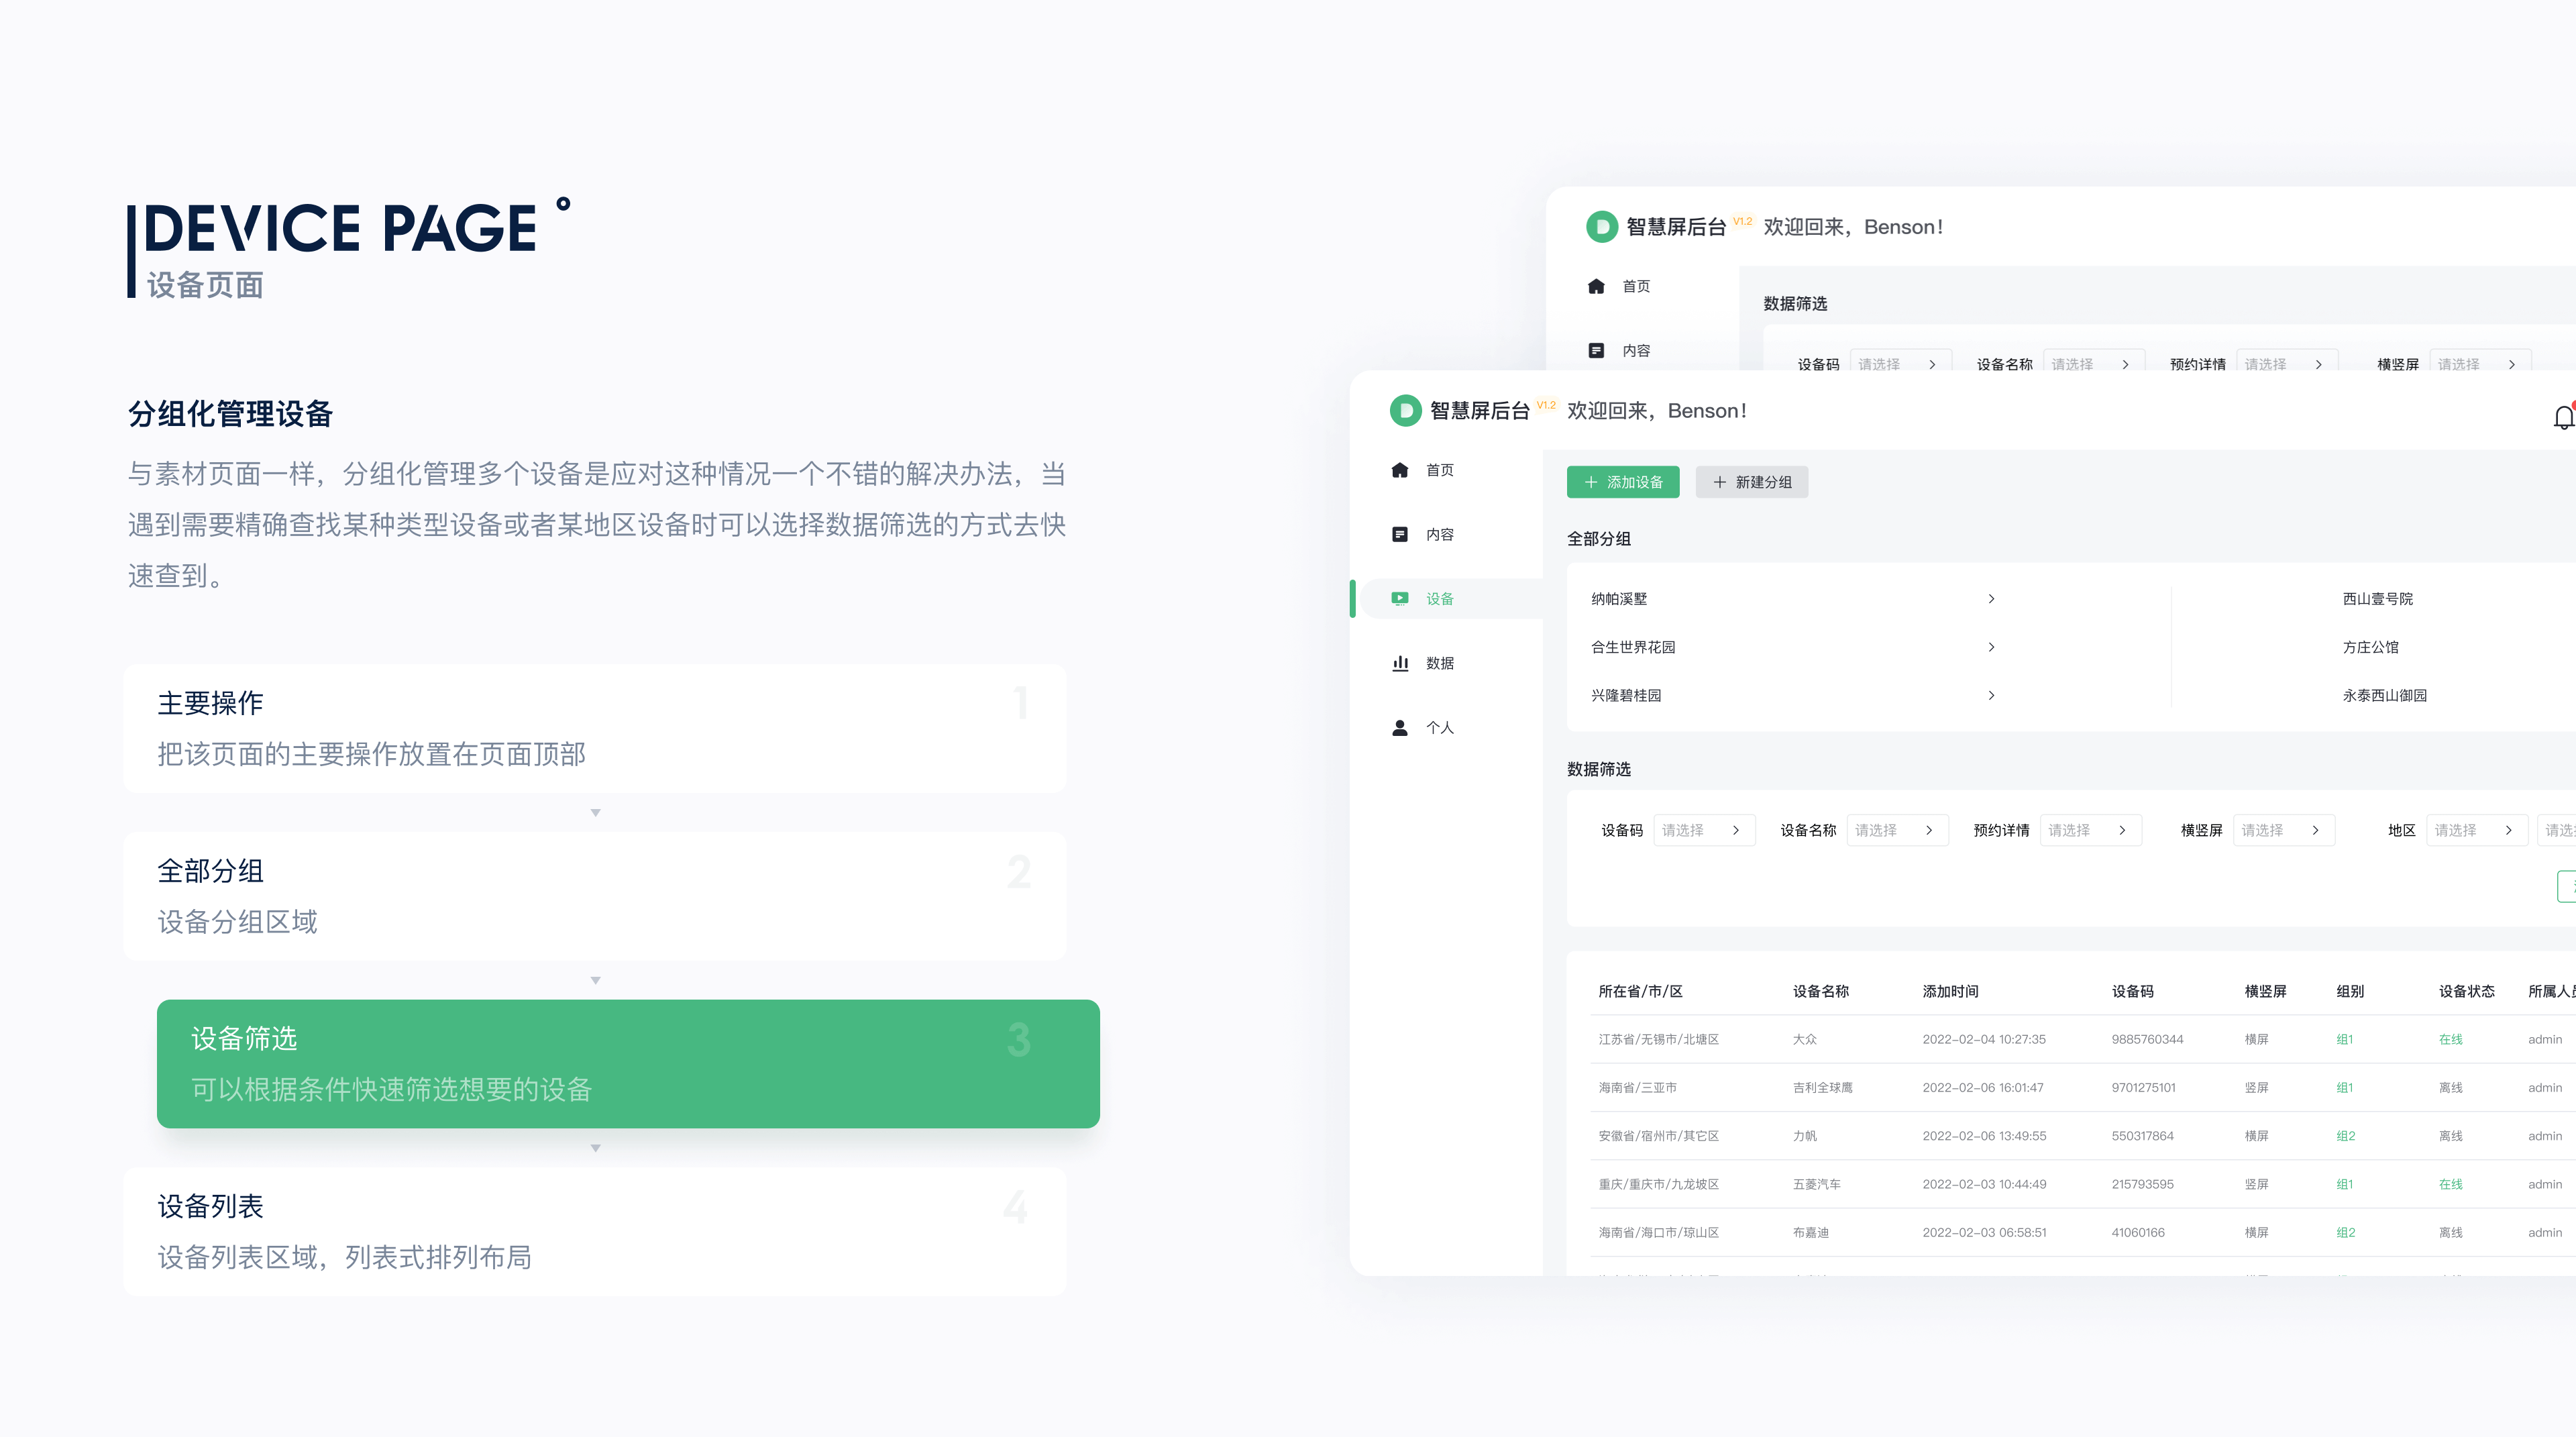 DEVICE PAGE
设备页面
分组化管理设备
与素材页面一样，分组化管理多个设备是应对这种情况一个不错的解决办法，当
遇到需要精确查找某种类型设备或者某地区设备时可以选择数据筛选的方式去快
速查到。
主要操作 1
把该页面的主要操作放置在页面顶部
全部分组 2
设备分组区域
设备筛选 3
可以根据条件快速筛选想要的设备
设备列表 4
设备列表区域，列表式排列布局
智慧屏后台 V1.2 欢迎回来，Benson！
首页
数据筛选
内容
设备码 请选择 设备名称 请选择 预约详情 请选择 横竖屏 请选择
智慧屏后台 V1.2 欢迎回来，Benson！
首页
内容
设备
数据
个人
添加设备 新建分组
全部分组
纳帕溪墅 西山壹号院
合生世界花园 方庄公馆
兴隆碧桂园 永泰西山御园
数据筛选
设备码 请选择 设备名称 请选择 预约详情 请选择 横竖屏 请选择 地区 请选择 请选
所在省/市/区 设备名称 添加时间 设备码 横竖屏 组别 设备状态 所属人员
江苏省/无锡市/北塘区 大众 2022-02-04 10:27:35 9885760344 横屏 组1 在线 admin
海南省/三亚市 吉利全球鹰 2022-02-06 16:01:47 9701275101 竖屏 组1 离线 admin
安徽省/宿州市/其它区 力帆 2022-02-06 13:49:55 550317864 横屏 组2 离线 admin
重庆/重庆市/九龙坡区 五菱汽车 2022-02-03 10:44:49 215793595 竖屏 组1 在线 admin
海南省/海口市/琼山区 布嘉迪 2022-02-03 06:58:51 41060166 横屏 组2 离线 admin